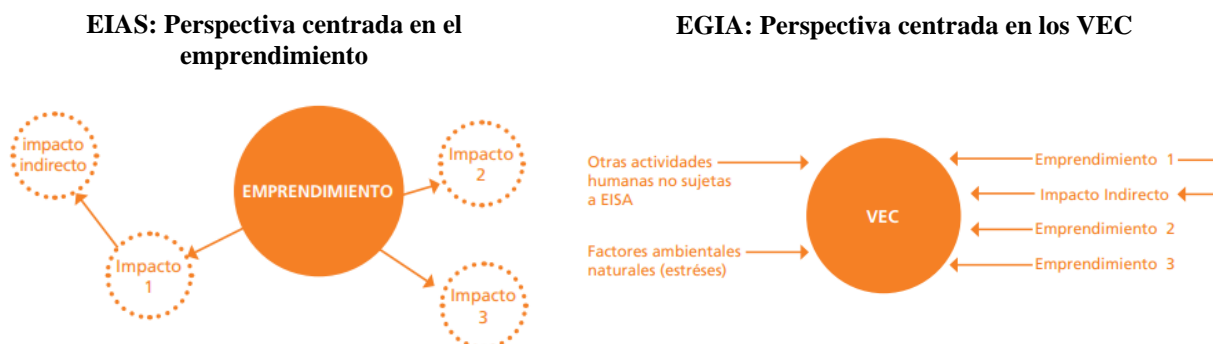 EIAS: Perspectiva centrada en el
emprendimiento
impacto
indirecto
EMPRENDIMIENTO
Impacto
2
Impacto
1
Impacto
3
EGIA: Perspectiva centrada en los VEC
Otras actividades
humanas no sujetas
a EISA
Factores ambientales
naturales (estréses)
VEC
Emprendimiento 1
Impacto Indirecto
Emprendimiento 2
Emprendimiento 3